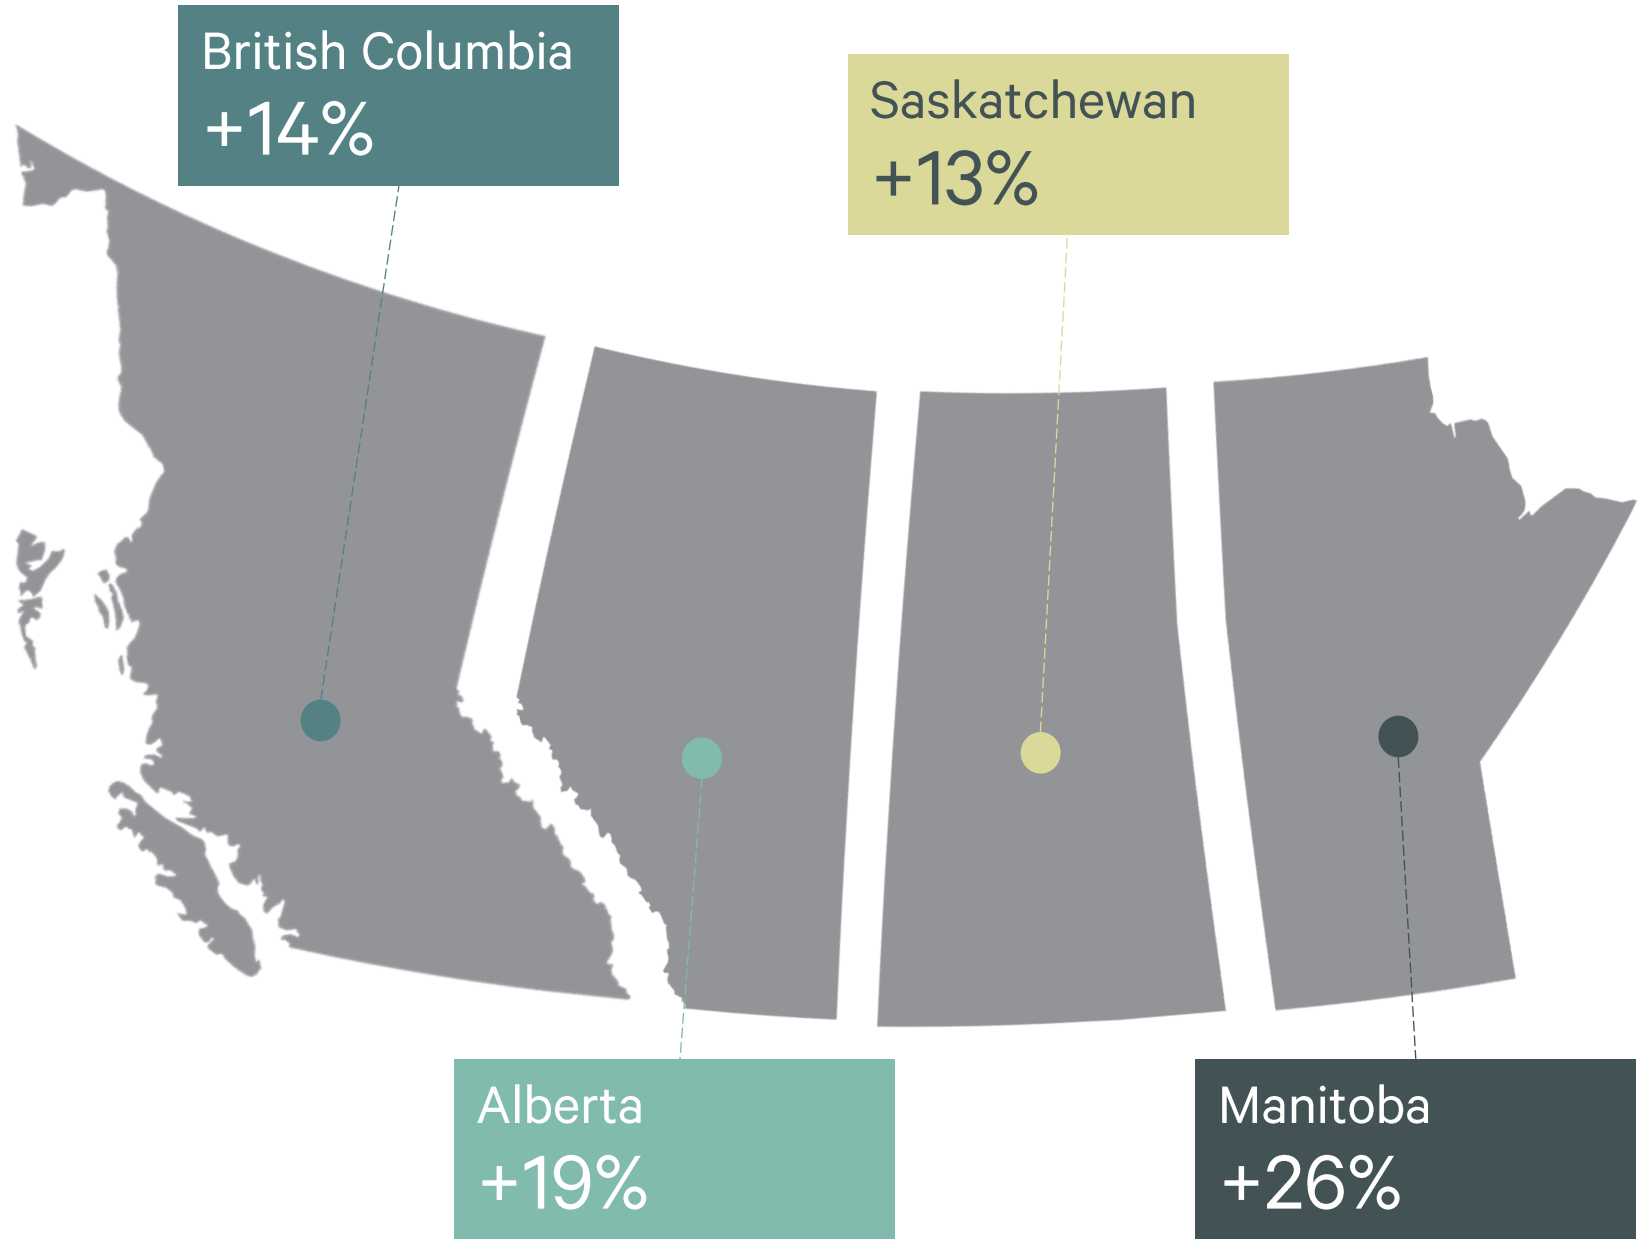 British Columbia
+14%
Saskatchewan
+13%
Alberta
+19%
Manitoba
+26%